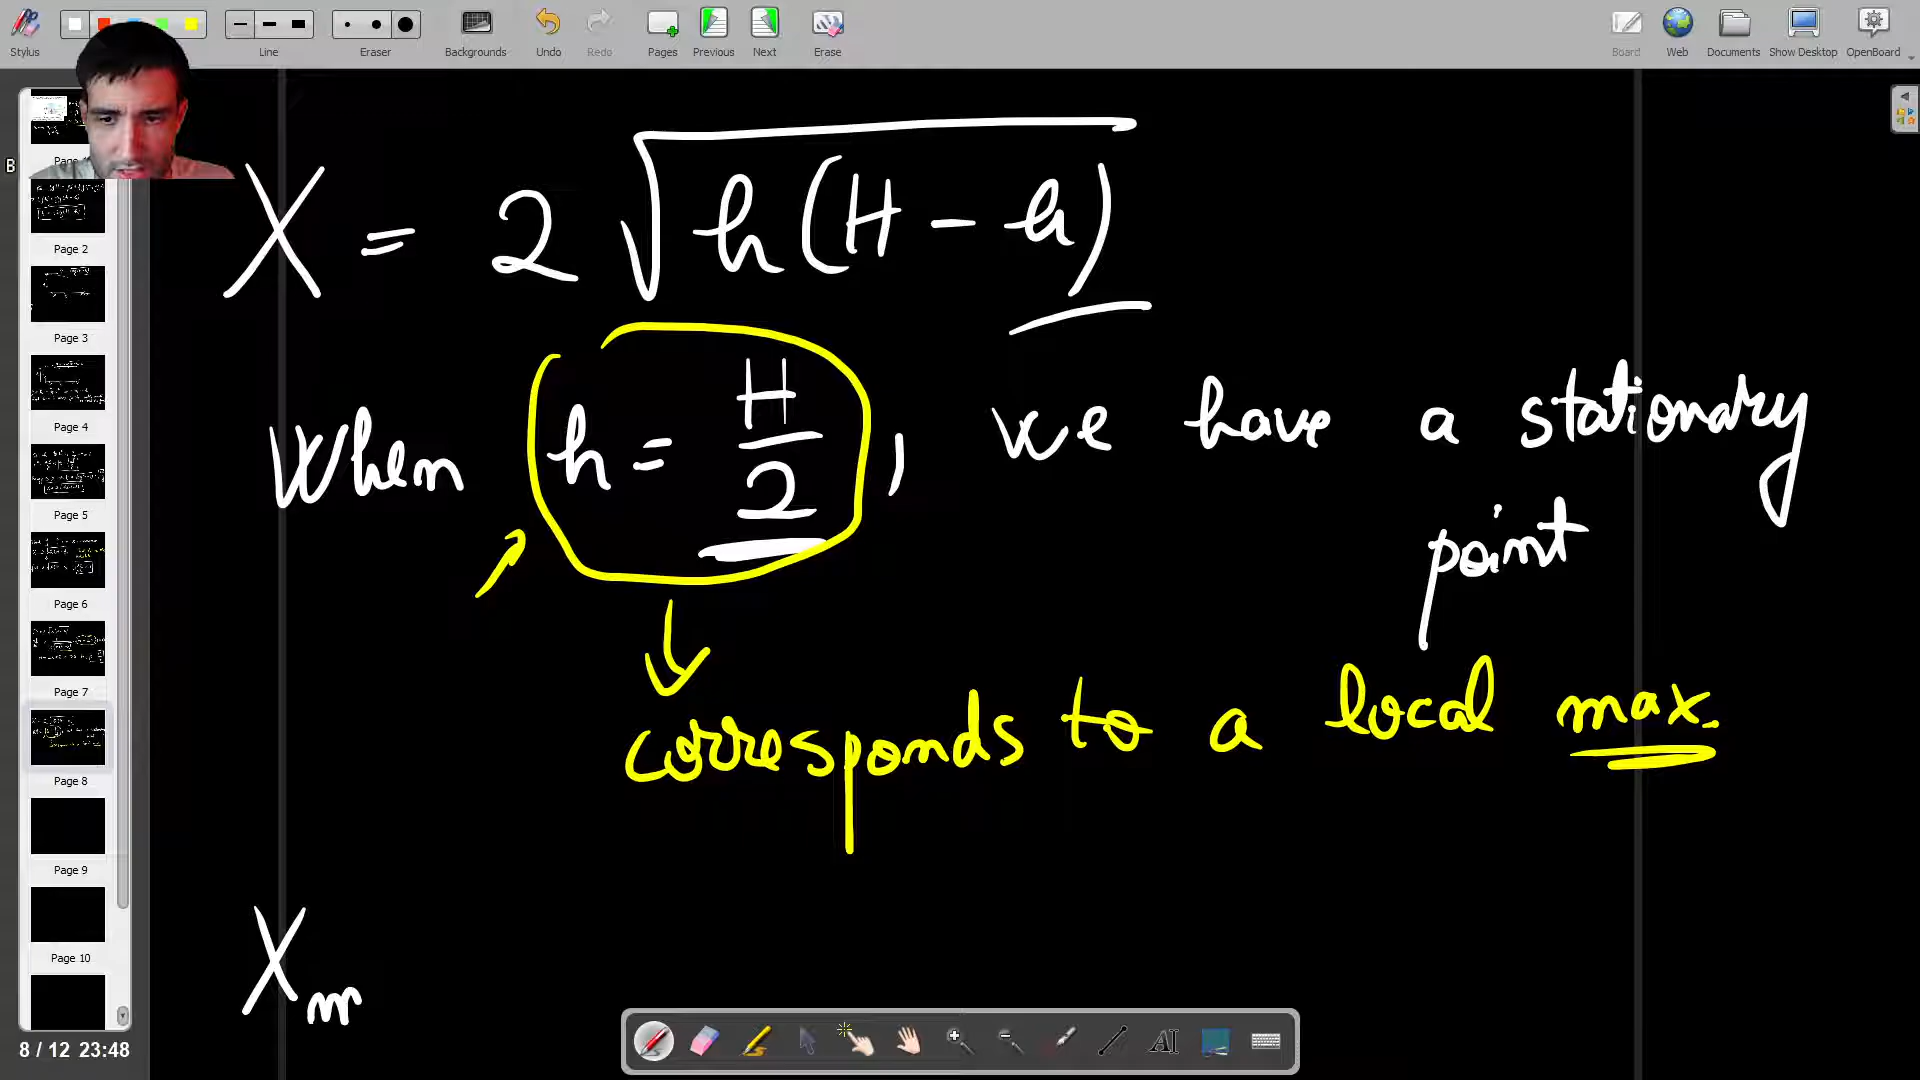 Stylus
Line
Eraser
Backgrounds
Undo
Redo
Pages
Previous
Next
Erase
Board
Web
Documents
Show Desktop
OpenBoard
B
Page 2
Page 3
Page 4
Page 5
Page 6
Page 7
Page 8
Page 9
Page 10
8 / 12 23:48
X = 2 √h(H - h)
When h = H/2, we have a stationary
point
corresponds to a local max.
Xm
AI